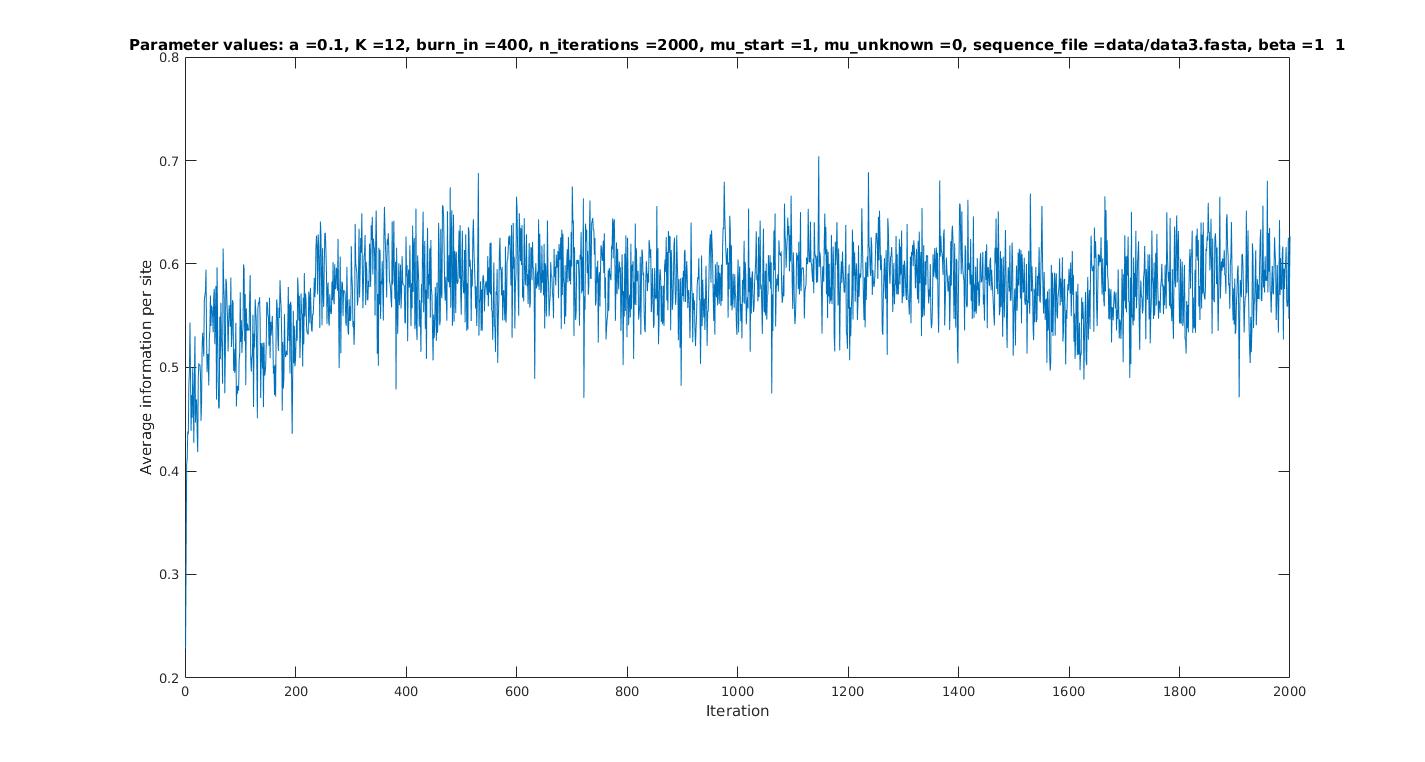 Parameter values: a =0.1, K =12, burn_in =400, n_iterations =2000, mu_start =1, mu_unknown =0, sequence_file =data/data3.fasta, beta =1  1
0.8
0.7
0.6
0.5
0.4
0.3
0.2
Average information per site
0 200 400 600 800 1000 1200 1400 1600 1800 2000
Iteration